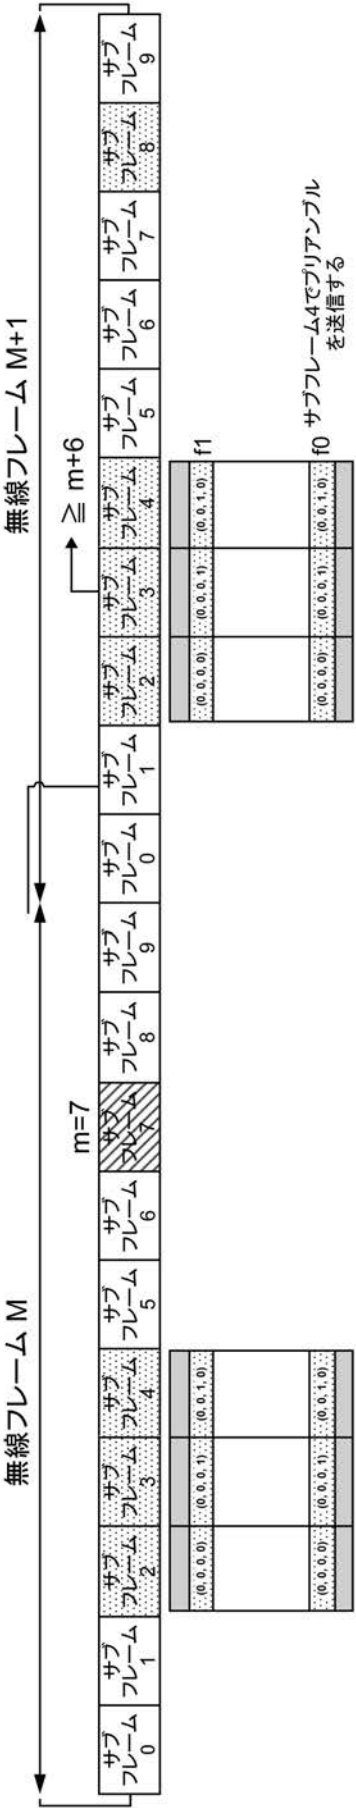 無線フレーム M
無線フレーム M+1
m=7
≧ m+6
サブ
フレーム
0
サブ
フレーム
1
サブ
フレーム
2
サブ
フレーム
3
サブ
フレーム
4
サブ
フレーム
5
サブ
フレーム
6
サブ
フレーム
7
サブ
フレーム
8
サブ
フレーム
9
サブ
フレーム
0
サブ
フレーム
1
サブ
フレーム
2
サブ
フレーム
3
サブ
フレーム
4
サブ
フレーム
5
サブ
フレーム
6
サブ
フレーム
7
サブ
フレーム
8
サブ
フレーム
9
(0, 0, 0, 0) (0, 0, 0, 1) (0, 0, 1, 0)
(0, 0, 0, 0) (0, 0, 0, 1) (0, 0, 1, 0)
(0, 0, 0, 0) (0, 0, 0, 1) (0, 0, 1, 0) f1
(0, 0, 0, 0) (0, 0, 0, 1) (0, 0, 1, 0) f0
サブフレーム4でプリアンブル
を送信する